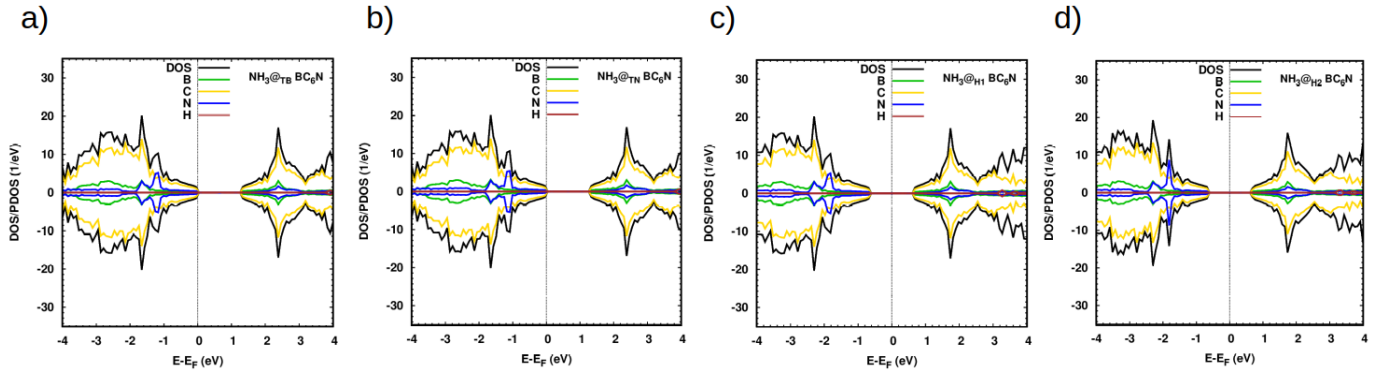 a)
b)
c)
d)
DOS/PDOS (1/eV)
30
20
10
0
-10
-20
-30
DOS
B
C
N
H
NH₃@TB BC₆N
-4 -3 -2 -1 0 1 2 3 4
E-E_F (eV)
DOS/PDOS (1/eV)
30
20
10
0
-10
-20
-30
DOS
B
C
N
H
NH₃@TN BC₆N
-4 -3 -2 -1 0 1 2 3 4
E-E_F (eV)
DOS/PDOS (1/eV)
30
20
10
0
-10
-20
-30
DOS
B
C
N
H
NH₃@H1 BC₆N
-4 -3 -2 -1 0 1 2 3 4
E-E_F (eV)
DOS/PDOS (1/eV)
30
20
10
0
-10
-20
-30
DOS
B
C
N
H
NH₃@H2 BC₆N
-4 -3 -2 -1 0 1 2 3 4
E-E_F (eV)